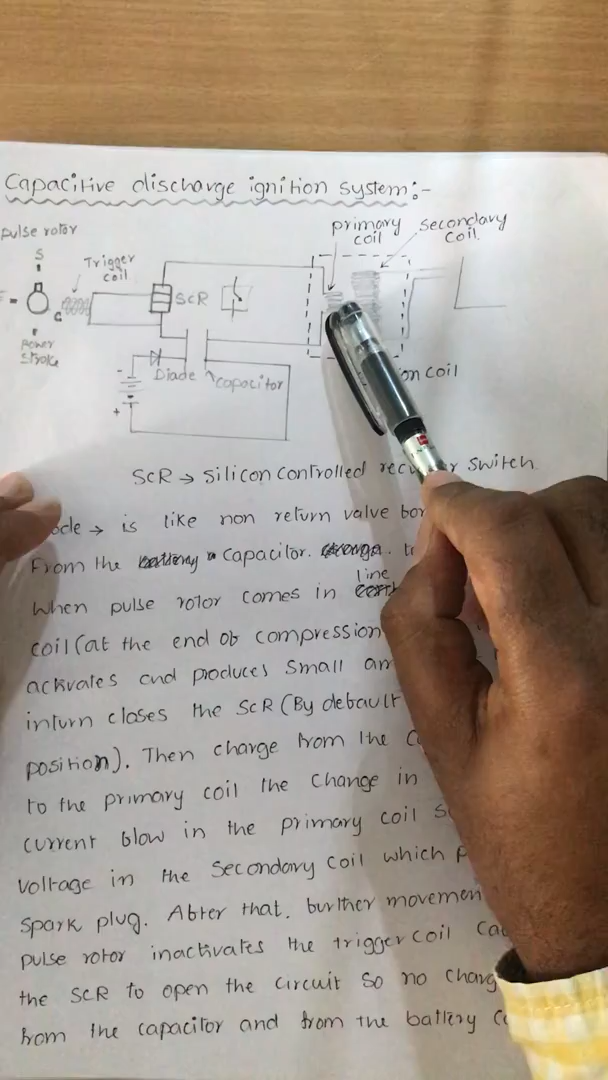 Capacitive discharge ignition system:-
pulse rotor
primary coil
secondary coil.
S
Trigger coil
SCR
C
power stroke
Diade
capacitor
-
+
on coil
SCR → silicon controlled rec switch.
ode → is like non return valve
From the battery capacitor.
When pulse rotor comes in line
coil (at the end of compression
activates and produces small
inturn closes the SCR (By default
position). Then charge from the
to the primary coil the change in
current flow in the primary coil
voltage in the secondary coil which
spark plug. After that, further movemen
pulse rotor inactivates the trigger coil
the SCR to open the circuit so no charg
from the capacitor and from the battery